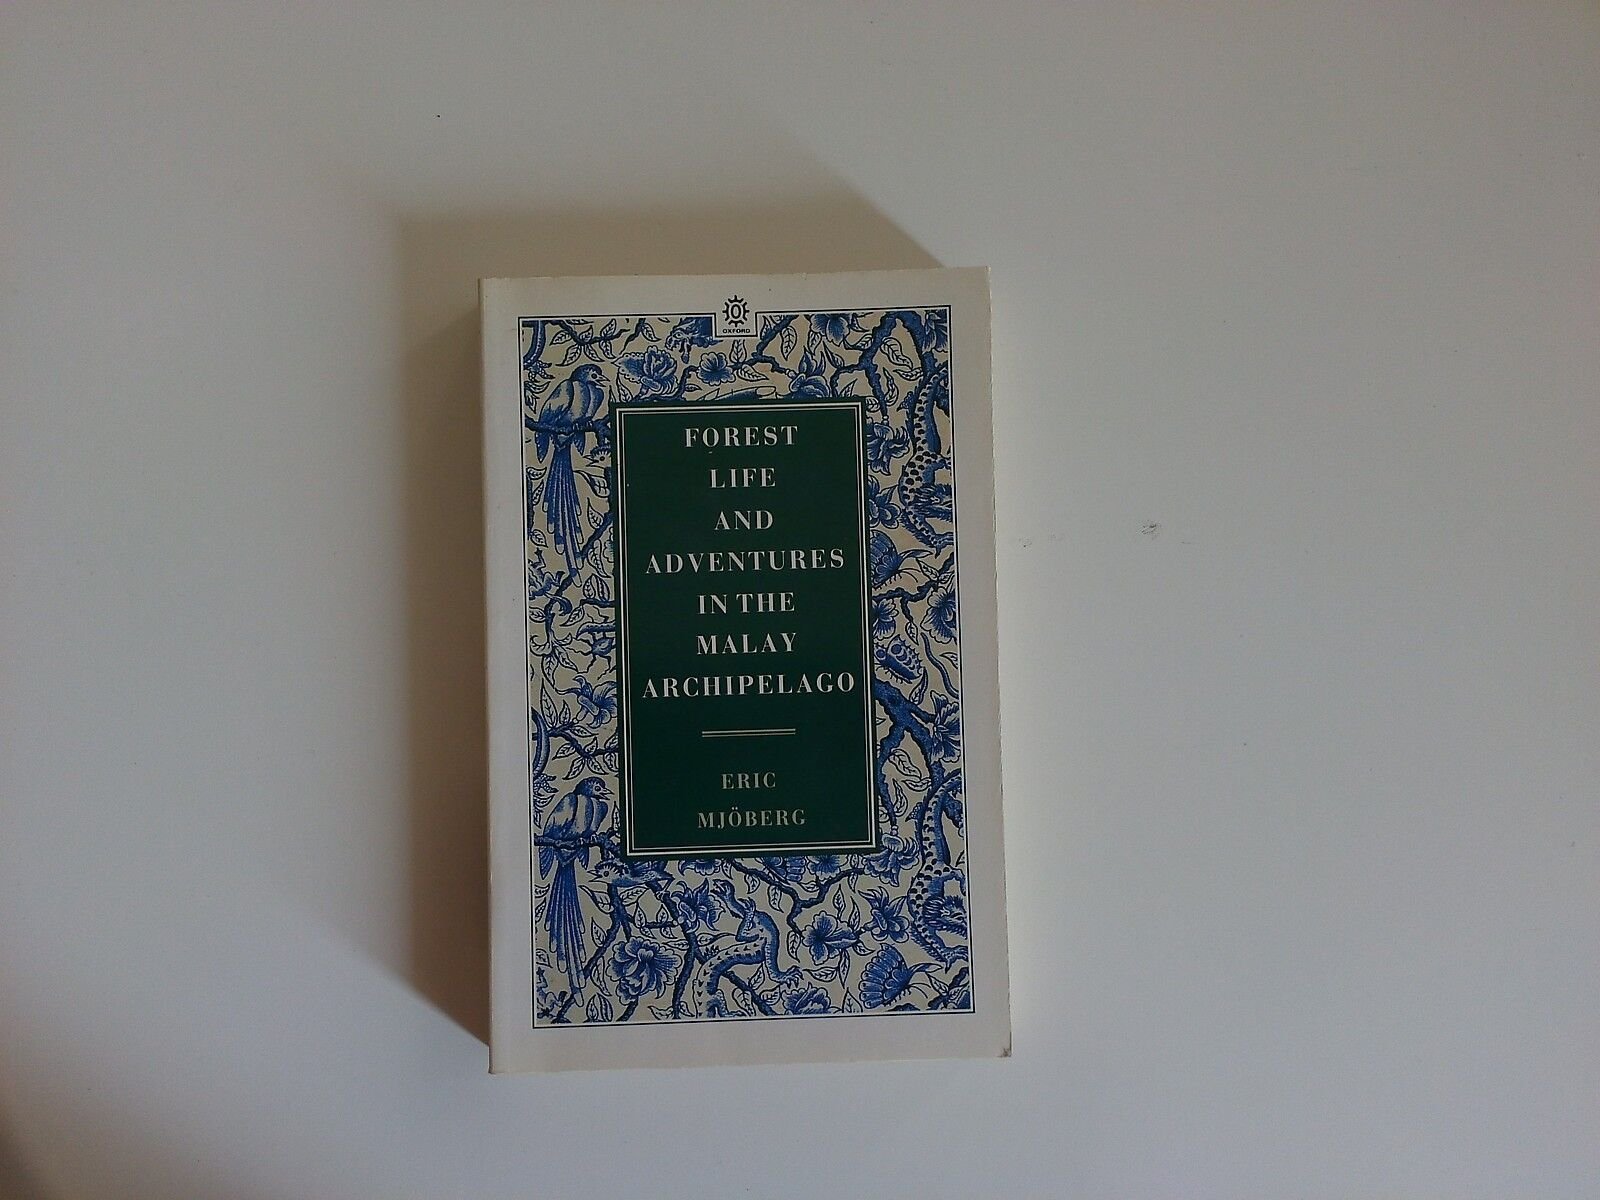 OXFORD
FOREST
LIFE
AND
ADVENTURES
IN THE
MALAY
ARCHIPELAGO
ERIC
MJÖBERG